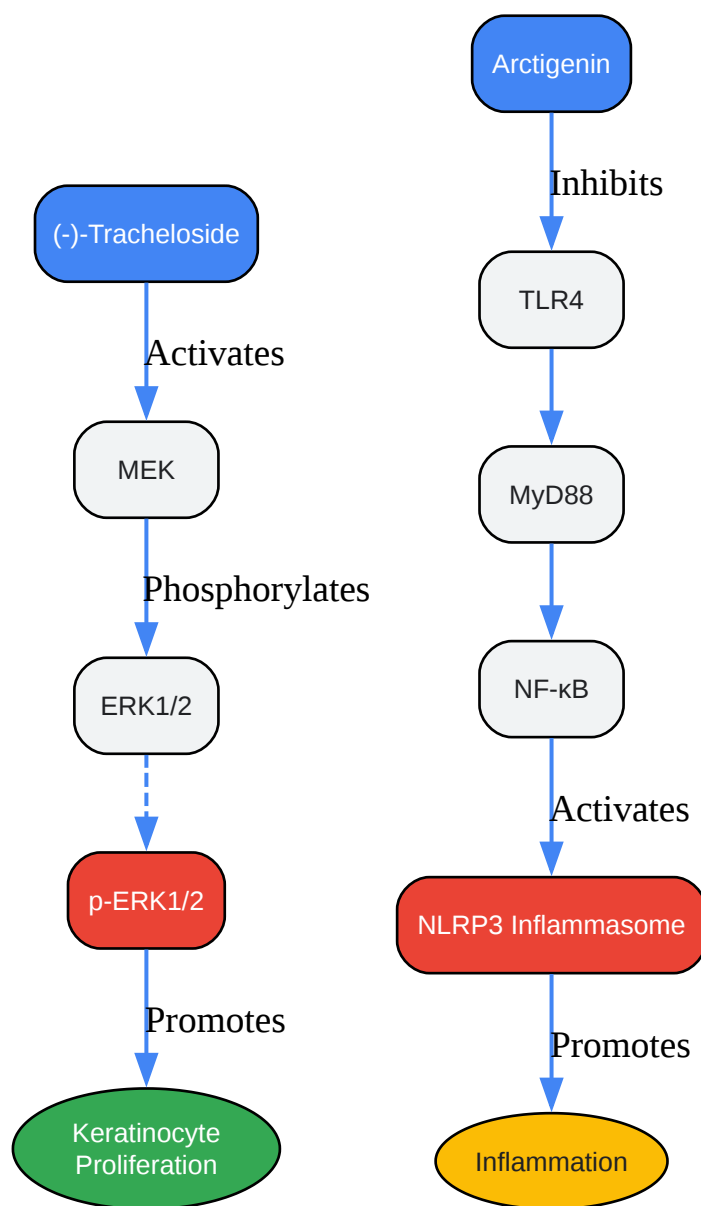 (-)-Tracheloside
Activates
MEK
Phosphorylates
ERK1/2
p-ERK1/2
Promotes
Keratinocyte
Proliferation
Arctigenin
Inhibits
TLR4
MyD88
NF-κB
Activates
NLRP3 Inflammasome
Promotes
Inflammation